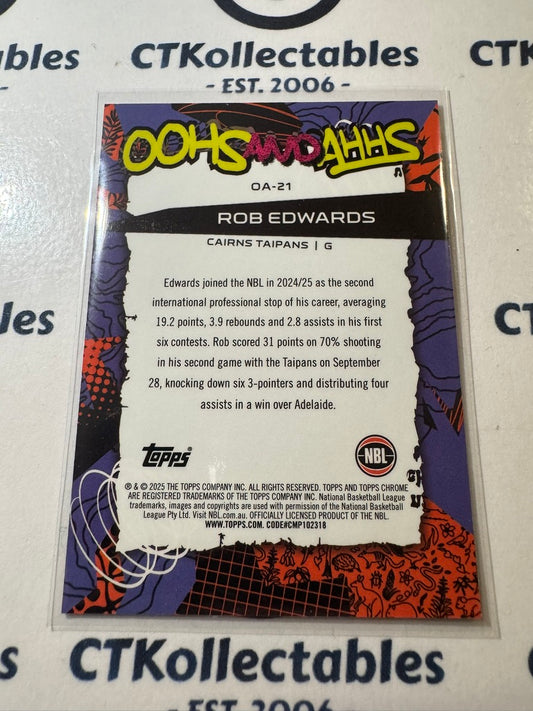 CTKollectables
- EST. 2006 -
OOHS AND AHHS
OA-21
ROB EDWARDS
CAIRNS TAIPANS | G
Edwards joined the NBL in 2024/25 as the second
international professional stop of his career, averaging
19.2 points, 3.9 rebounds and 2.8 assists in his first
six contests. Rob scored 31 points on 70% shooting
in his second game with the Taipans on September
28, knocking down six 3-pointers and distributing four
assists in a win over Adelaide.
Topps
NBL
® & © 2025 THE TOPPS COMPANY INC. ALL RIGHTS RESERVED. TOPPS AND TOPPS CHROME
ARE REGISTERED TRADEMARKS OF THE TOPPS COMPANY INC. National Basketball League
trademarks, images and copyrights are used with permission of the National Basketball
League Pty Ltd. Visit NBL.com.au. OFFICIALLY LICENSED PRODUCT OF THE NBL.
WWW.TOPPS.COM. CODE#CMP102318
CTKollectables
- EST. 2006 -